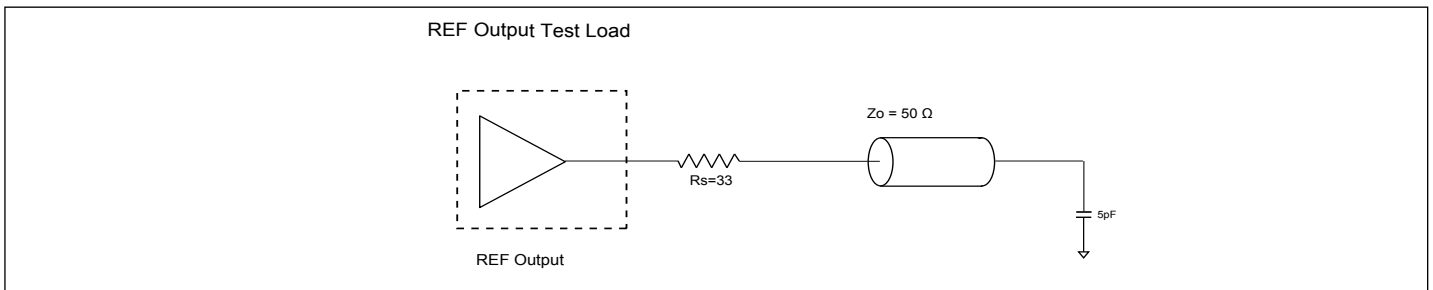 REF Output Test Load
Zo = 50 Ω
Rs=33
5pF
REF Output